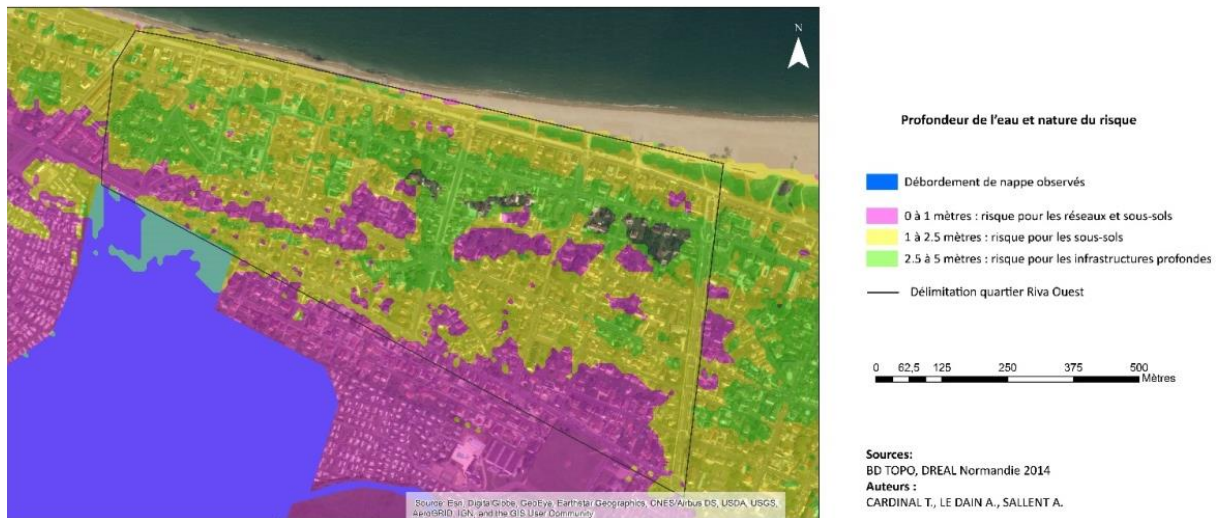 N
Profondeur de l'eau et nature du risque
Débordement de nappe observés
0 à 1 mètres : risque pour les réseaux et sous-sols
1 à 2.5 mètres : risque pour les sous-sols
2.5 à 5 mètres : risque pour les infrastructures profondes
Délimitation quartier Riva Ouest
0 62,5 125 250 375 500
Mètres
Sources:
BD TOPO, DREAL Normandie 2014
Auteurs :
CARDINAL T., LE DAIN A., SALLENT A.
Source: Esri, DigitalGlobe, GeoEye, Earthstar Geographics, CNES/Airbus DS, USDA, USGS,
AeroGRID, IGN, and the GIS User Community